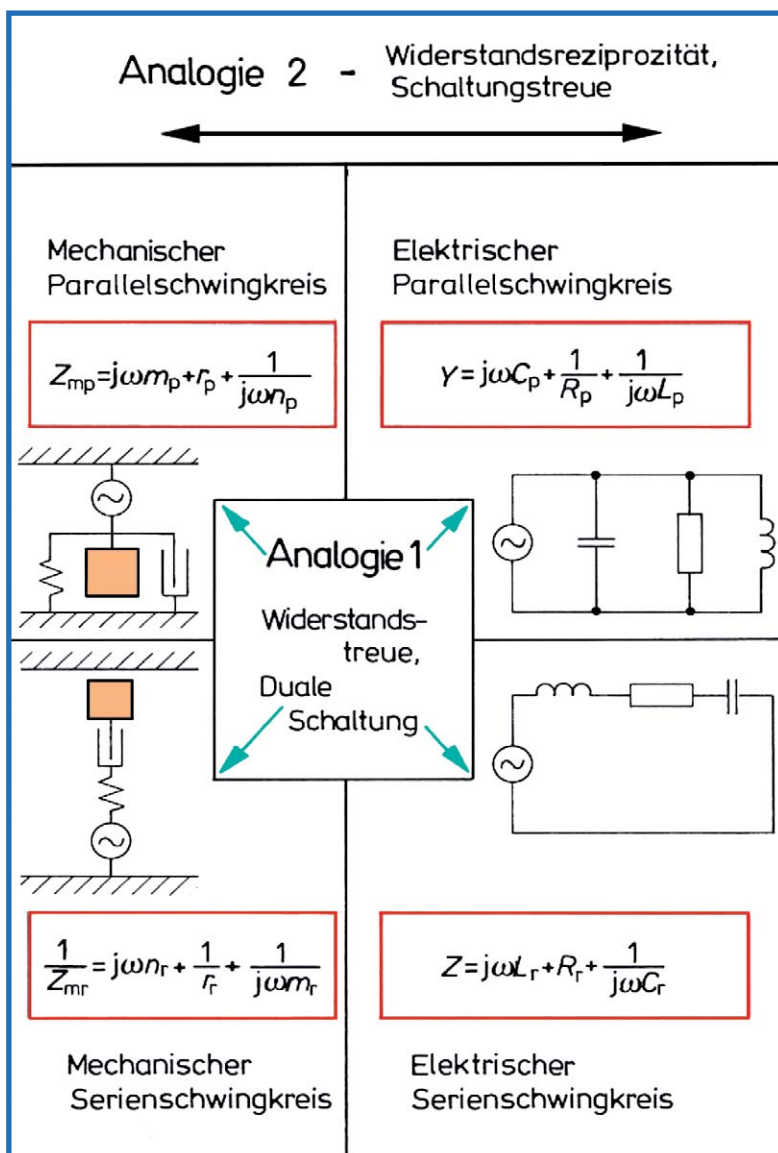 Analogie 2 - Widerstandsreziprozität,
Schaltungstreue
Mechanischer
Parallelschwingkreis
Z_mp=jωm_p+r_p+1/(jωn_p)
Elektrischer
Parallelschwingkreis
Y=jωC_p+1/R_p+1/(jωL_p)
Analogie 1
Widerstands-
treue,
Duale
Schaltung
1/Z_mr=jωn_r+1/r_r+1/(jωm_r)
Mechanischer
Serienschwingkreis
Z=jωL_r+R_r+1/(jωC_r)
Elektrischer
Serienschwingkreis